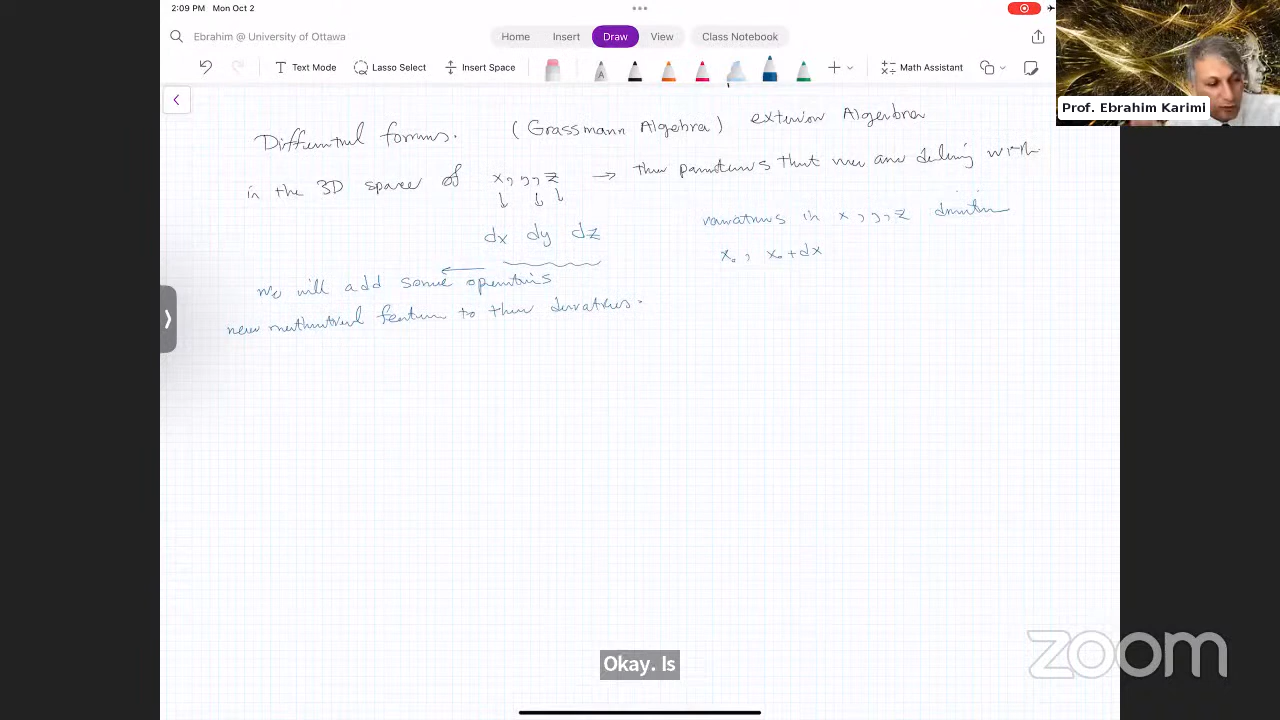 2:09 PM Mon Oct 2
Ebrahim @ University of Ottawa
Home Insert Draw View Class Notebook
Text Mode Lasso Select Insert Space Math Assistant
Prof. Ebrahim Karimi
Differential forms. (Grassmann Algebra) exterior Algebra
in the 3D space of x, y, z → the parameters that we are dealing with
dx dy dz
variations in x, y, z direction
x₀, x₀+dx
we will add some operations
new mathematical feature to these derivatives.
Okay. Is
zoom